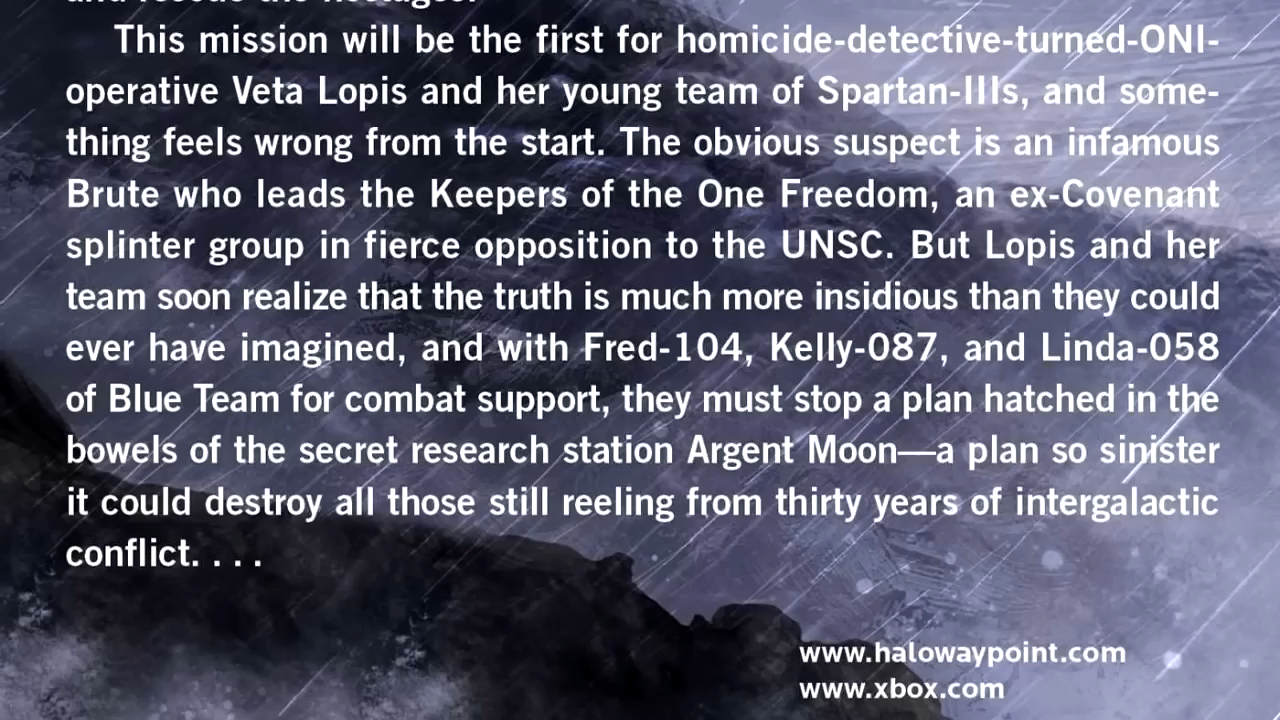 and rescue the hostages.
This mission will be the first for homicide-detective-turned-ONI-
operative Veta Lopis and her young team of Spartan-IIIs, and some-
thing feels wrong from the start. The obvious suspect is an infamous
Brute who leads the Keepers of the One Freedom, an ex-Covenant
splinter group in fierce opposition to the UNSC. But Lopis and her
team soon realize that the truth is much more insidious than they could
ever have imagined, and with Fred-104, Kelly-087, and Linda-058
of Blue Team for combat support, they must stop a plan hatched in the
bowels of the secret research station Argent Moon—a plan so sinister
it could destroy all those still reeling from thirty years of intergalactic
conflict. . . .
www.halowaypoint.com
www.xbox.com